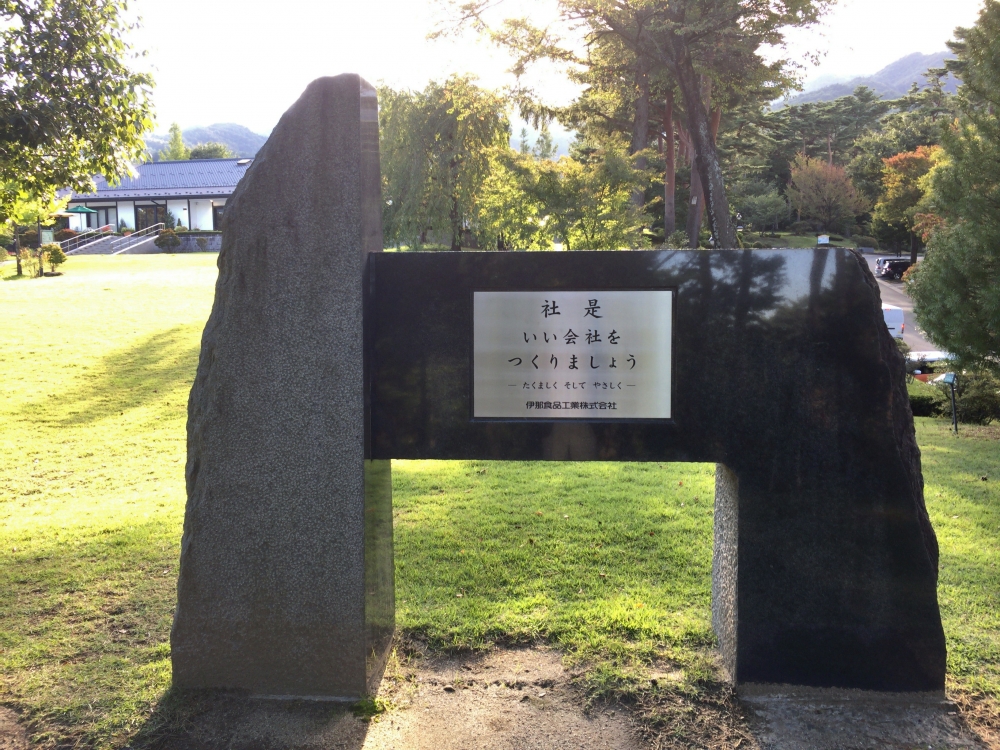 社是
いい会社を
つくりましょう
― たくましく そして やさしく ―
伊那食品工業株式会社